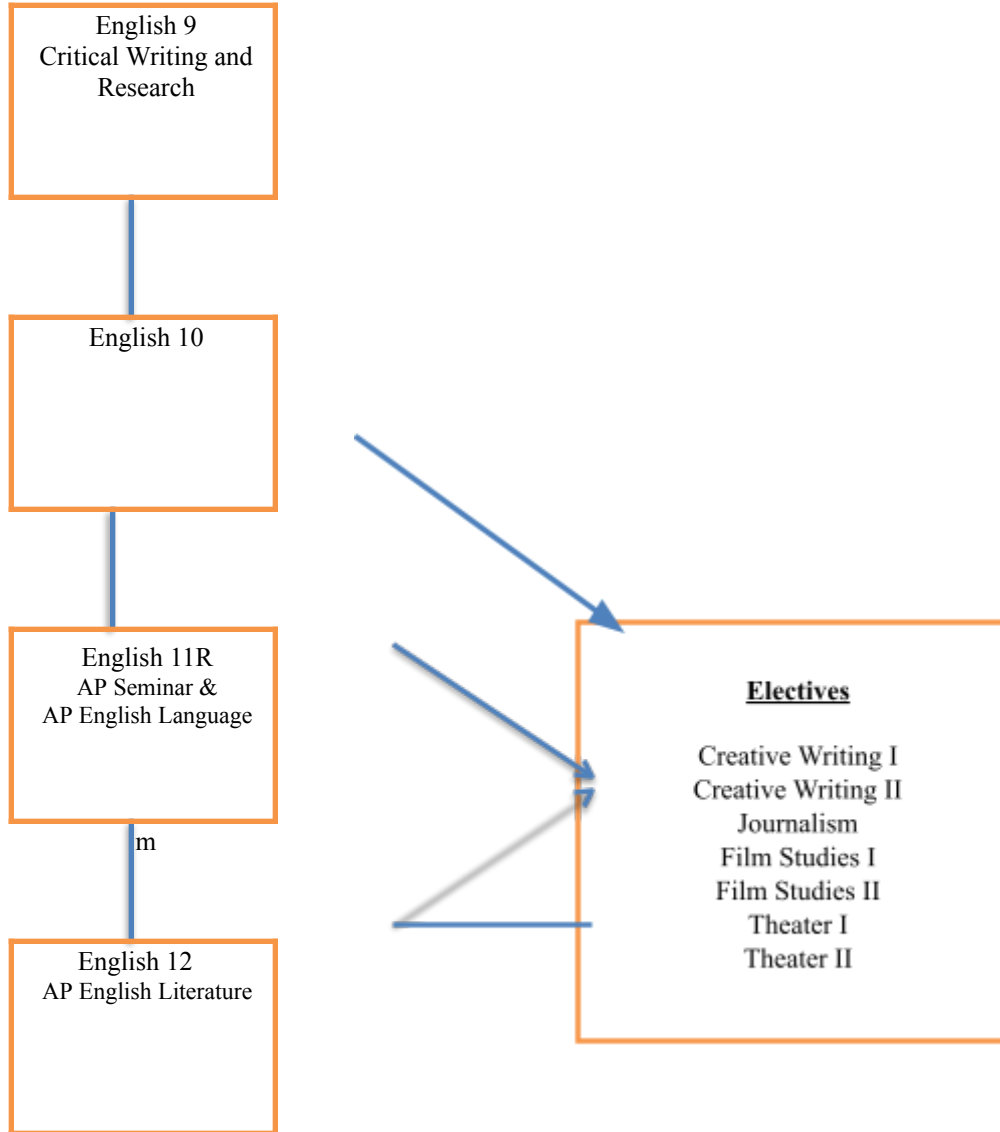 English 9
Critical Writing and
Research
English 10
English 11R
AP Seminar &
AP English Language
m
English 12
AP English Literature
Electives
Creative Writing I
Creative Writing II
Journalism
Film Studies I
Film Studies II
Theater I
Theater II